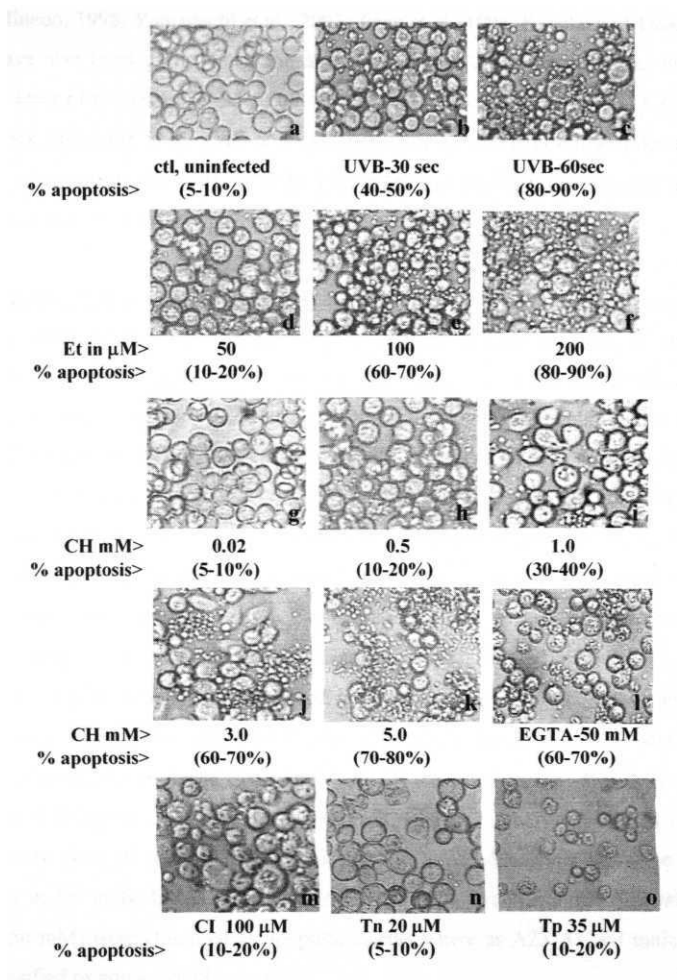 a b c
ctl, uninfected UVB-30 sec UVB-60sec
% apoptosis> (5-10%) (40-50%) (80-90%)
d e f
Et in µM> 50 100 200
% apoptosis> (10-20%) (60-70%) (80-90%)
g h i
CH mM> 0.02 0.5 1.0
% apoptosis> (5-10%) (10-20%) (30-40%)
j k l
CH mM> 3.0 5.0 EGTA-50 mM
% apoptosis> (60-70%) (70-80%) (60-70%)
m n o
CI 100 µM Tn 20 µM Tp 35 µM
% apoptosis> (10-20%) (5-10%) (10-20%)